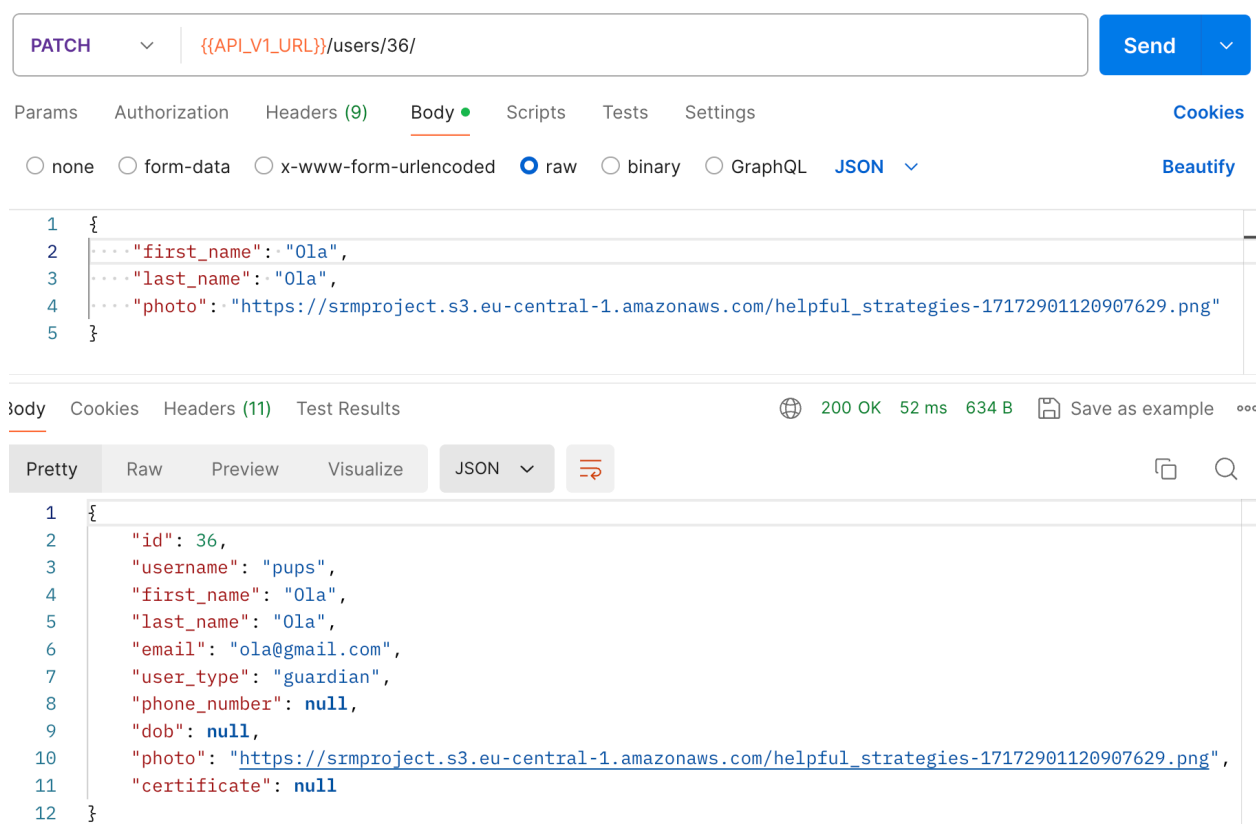 PATCH {{API_V1_URL}}/users/36/ Send
Params Authorization Headers (9) Body Scripts Tests Settings Cookies
none form-data x-www-form-urlencoded raw binary GraphQL JSON Beautify
1 {
2 "first_name": "Ola",
3 "last_name": "Ola",
4 "photo": "https://srmproject.s3.eu-central-1.amazonaws.com/helpful_strategies-17172901120907629.png"
5 }
Body Cookies Headers (11) Test Results 200 OK 52 ms 634 B Save as example
Pretty Raw Preview Visualize JSON
1 {
2 "id": 36,
3 "username": "pups",
4 "first_name": "Ola",
5 "last_name": "Ola",
6 "email": "ola@gmail.com",
7 "user_type": "guardian",
8 "phone_number": null,
9 "dob": null,
10 "photo": "https://srmproject.s3.eu-central-1.amazonaws.com/helpful_strategies-17172901120907629.png",
11 "certificate": null
12 }